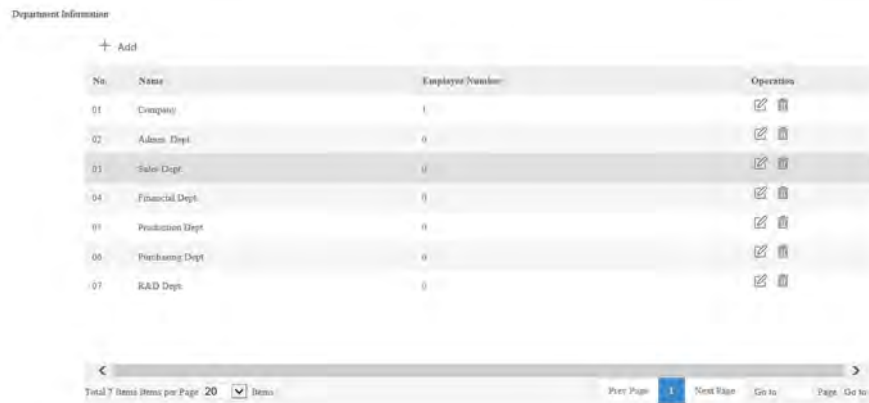 Department Information
+ Add
No. Name Employee Number Operation
01 Company 1
02 Admin. Dept. 0
03 Sales Dept. 0
04 Financial Dept. 0
05 Production Dept. 0
06 Purchasing Dept. 0
07 R&D Dept. 0
Total 7 Items Items per Page 20 Items Prev Page 1 Next Page Go to Page Go to